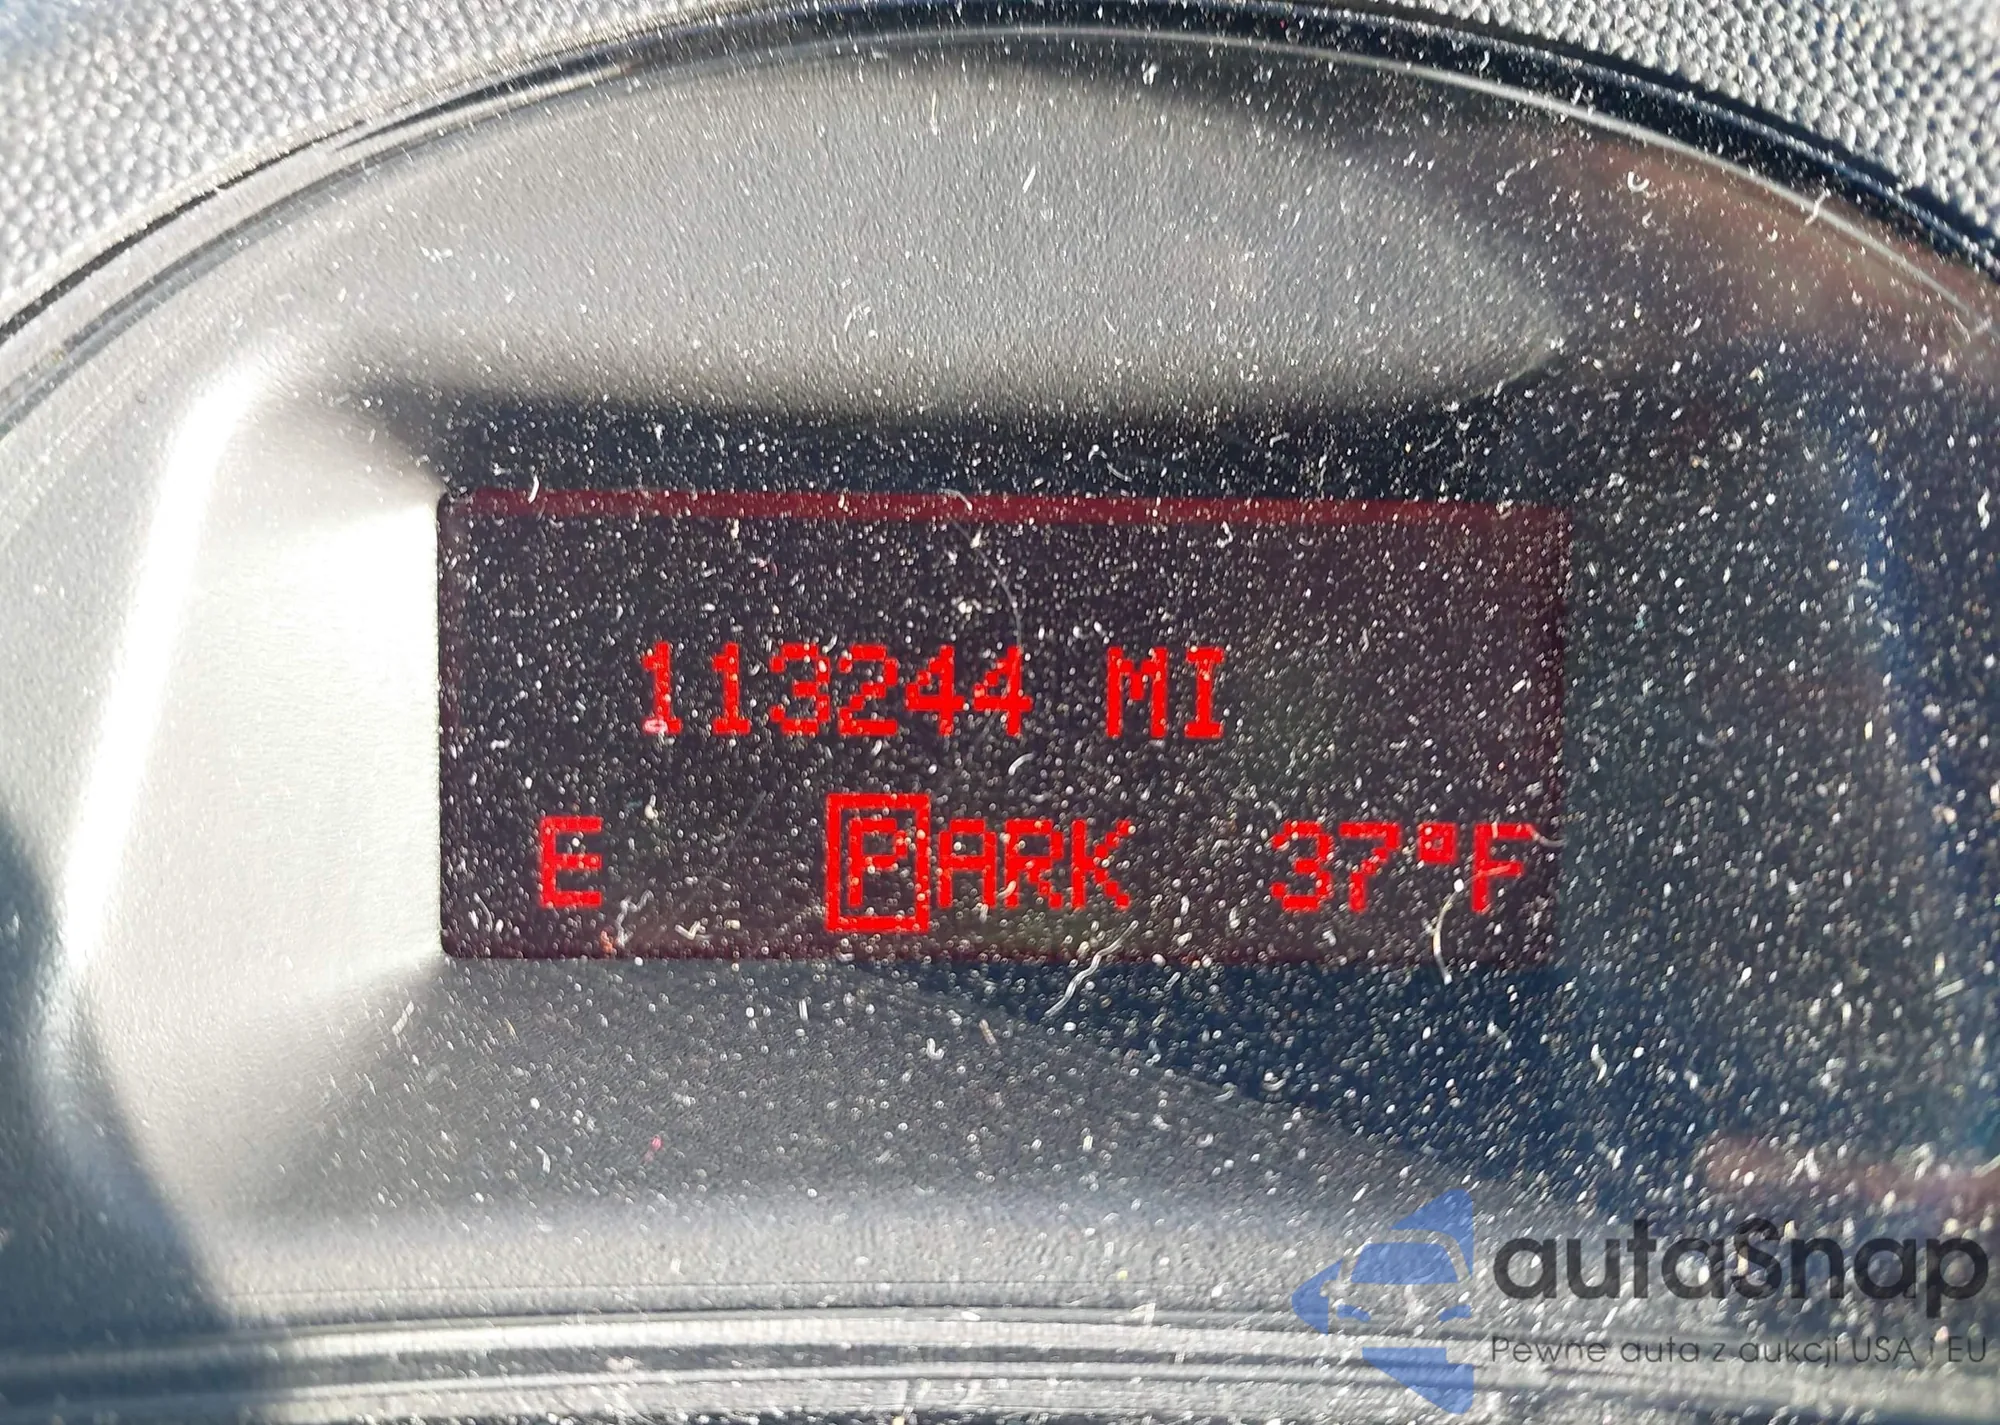 113244 MI
E PARK 37°F
autaSnap
Pewne auta z aukcji USA i EU